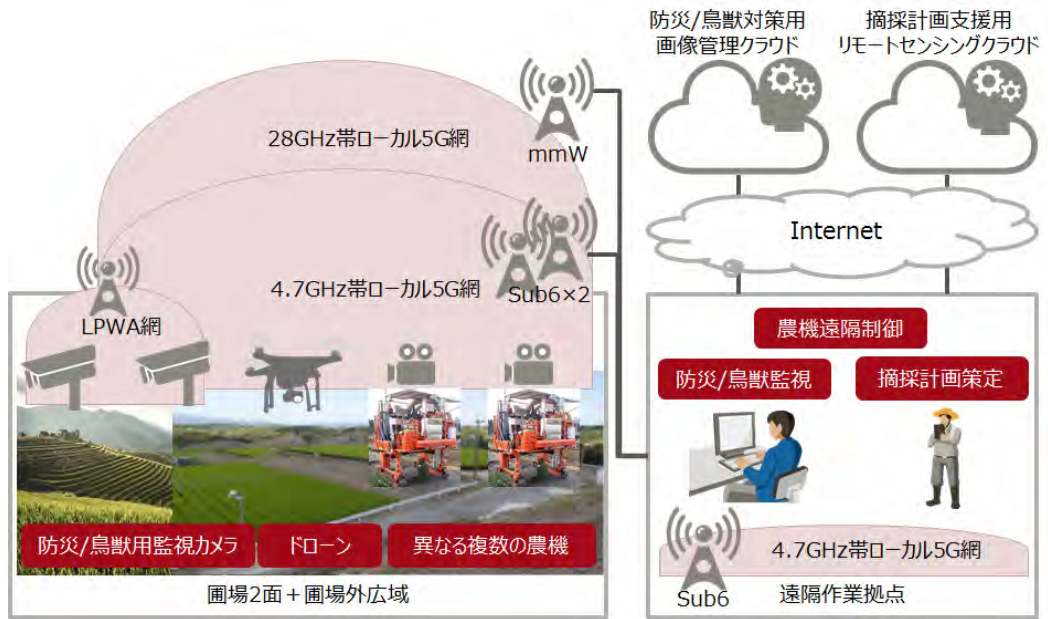 防災/鳥獣対策用
画像管理クラウド
摘採計画支援用
リモートセンシングクラウド
28GHz帯ローカル5G網
mmW
Internet
4.7GHz帯ローカル5G網
Sub6×2
LPWA網
農機遠隔制御
防災/鳥獣監視
摘採計画策定
防災/鳥獣用監視カメラ
ドローン
異なる複数の農機
4.7GHz帯ローカル5G網
Sub6
圃場2面＋圃場外広域
遠隔作業拠点